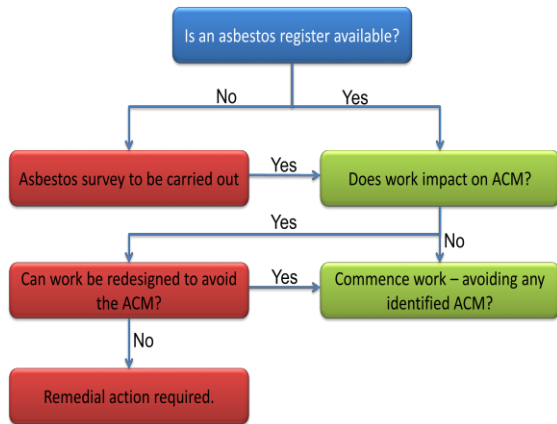 Is an asbestos register available?
No
Yes
Asbestos survey to be carried out
Yes
Does work impact on ACM?
Yes
No
Can work be redesigned to avoid
the ACM?
Yes
Commence work – avoiding any
identified ACM?
No
Remedial action required.